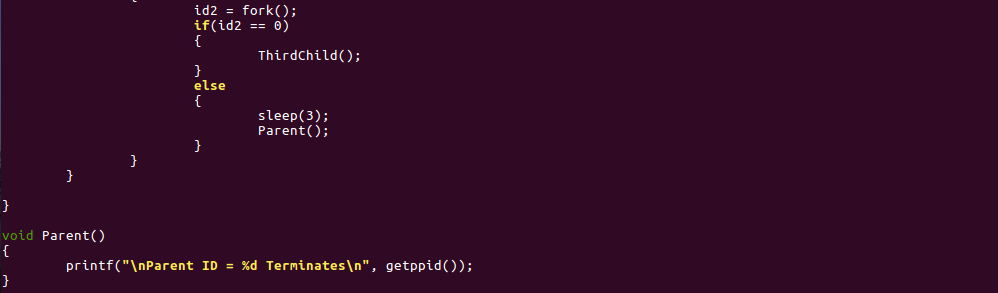 {
id2 = fork();
if(id2 == 0)
{
ThirdChild();
}
else
{
sleep(3);
Parent();
}
}
}
}
void Parent()
{
printf("\nParent ID = %d Terminates\n", getppid());
}